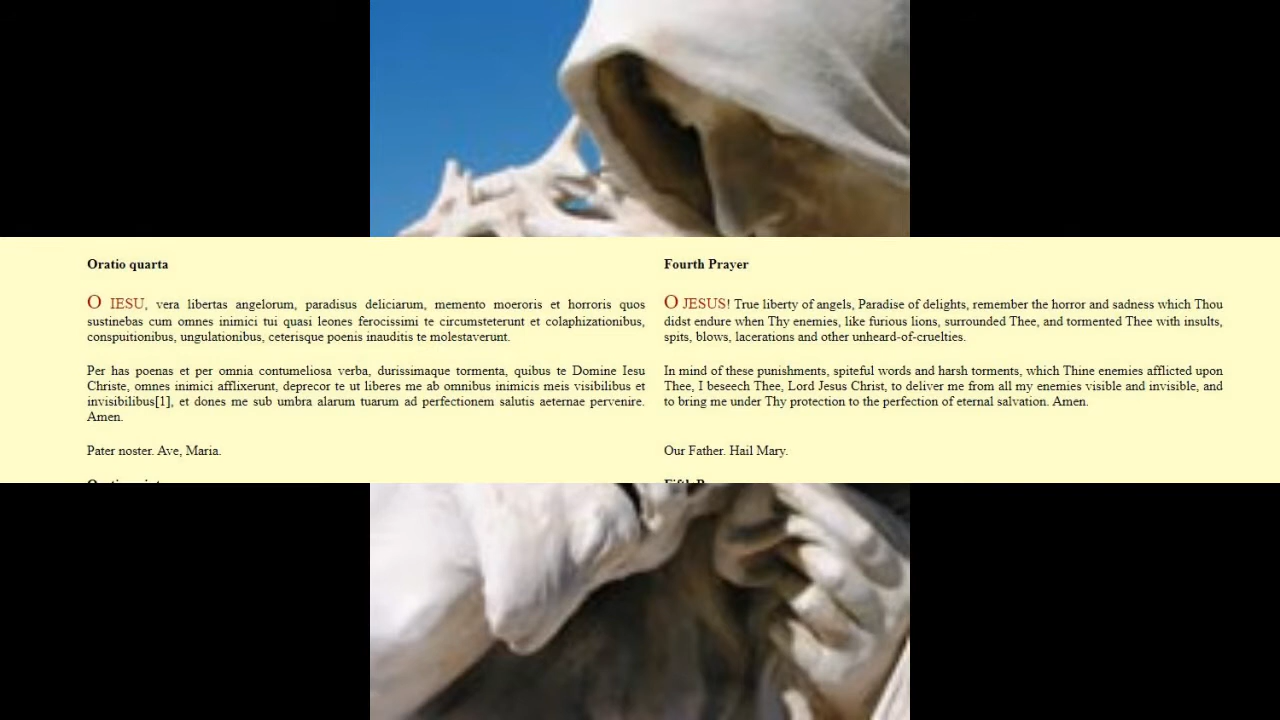 Oratio quarta
O IESU, vera libertas angelorum, paradisus deliciarum, memento moeroris et horroris quos
sustinebas cum omnes inimici tui quasi leones ferocissimi te circumsteterunt et colaphizationibus,
conspuitionibus, ungulationibus, ceterisque poenis inauditis te molestaverunt.
Per has poenas et per omnia contumeliosa verba, durissimaque tormenta, quibus te Domine Iesu
Christe, omnes inimici afflixerunt, deprecor te ut liberes me ab omnibus inimicis meis visibilibus et
invisibilibus[1], et dones me sub umbra alarum tuarum ad perfectionem salutis aeternae pervenire.
Amen.
Pater noster. Ave, Maria.
Fourth Prayer
O JESUS! True liberty of angels, Paradise of delights, remember the horror and sadness which Thou
didst endure when Thy enemies, like furious lions, surrounded Thee, and tormented Thee with insults,
spits, blows, lacerations and other unheard-of-cruelties.
In mind of these punishments, spiteful words and harsh torments, which Thine enemies afflicted upon
Thee, I beseech Thee, Lord Jesus Christ, to deliver me from all my enemies visible and invisible, and
to bring me under Thy protection to the perfection of eternal salvation. Amen.
Our Father. Hail Mary.